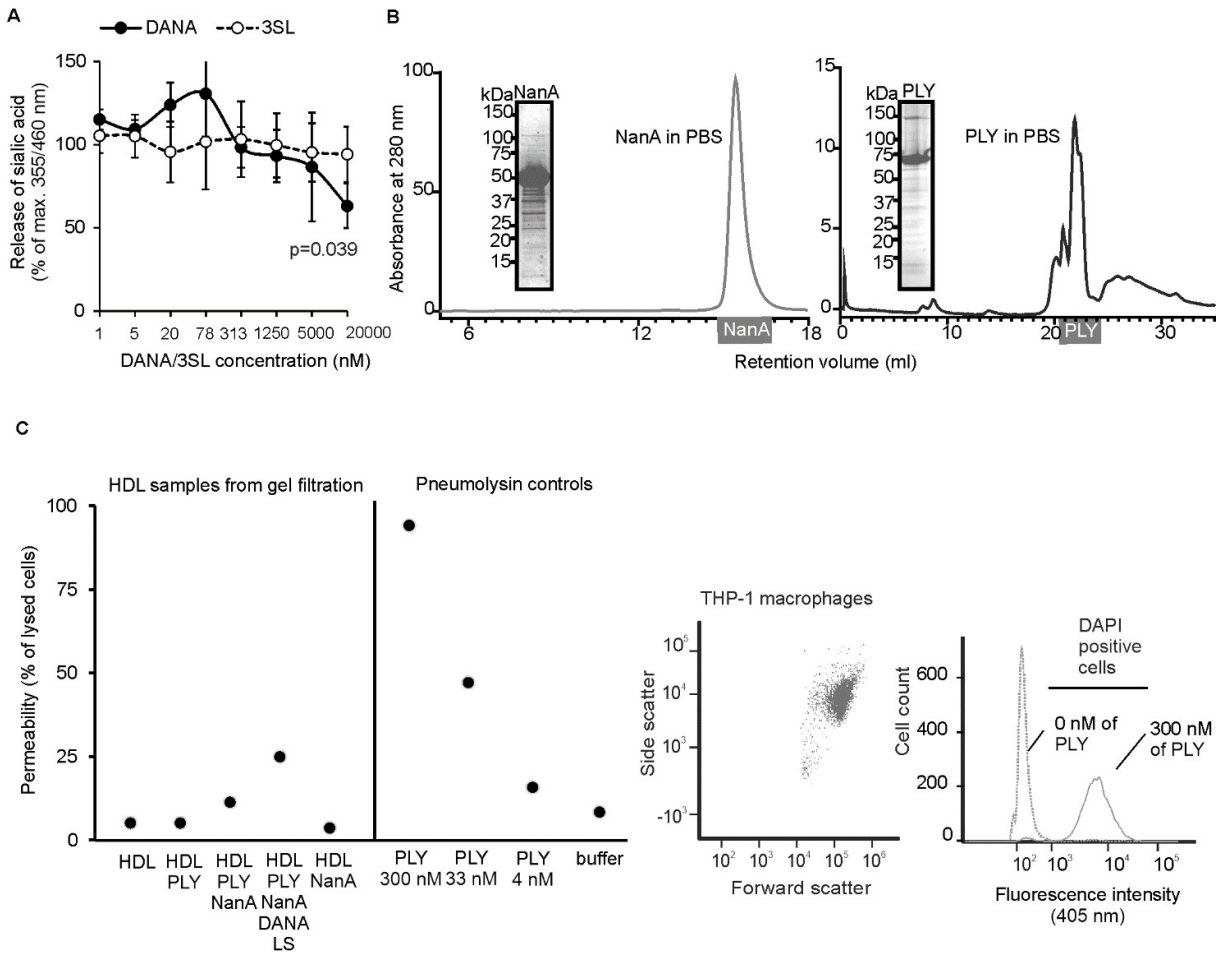 A
DANA
3SL
Release of sialic acid
(% of max. 355/460 nm)
150
100
50
0
p=0.039
1
5
20
78
313
1250
5000
20000
DANA/3SL concentration (nM)
B
Absorbance at 280 nm
100
50
0
kDa
NanA
150
100
75
50
37
25
20
15
NanA in PBS
6
12
18
NanA
15
10
5
0
kDa
PLY
150
100
75
50
37
25
20
15
PLY in PBS
0
10
20
30
PLY
Retention volume (ml)
C
HDL samples from gel filtration
Pneumolysin controls
Permeability (% of lysed cells)
100
75
50
25
0
HDL
HDL
PLY
HDL
PLY
NanA
HDL
PLY
NanA
DANA
LS
HDL
NanA
PLY
300 nM
PLY
33 nM
PLY
4 nM
buffer
THP-1 macrophages
Side scatter
10⁵
10⁴
10³
-10³
10²
10³
10⁴
10⁵
10⁶
Forward scatter
Cell count
600
400
200
0
DAPI
positive
cells
0 nM of
PLY
300 nM
of PLY
10²
10³
10⁴
10⁵
Fluorescence intensity
(405 nm)